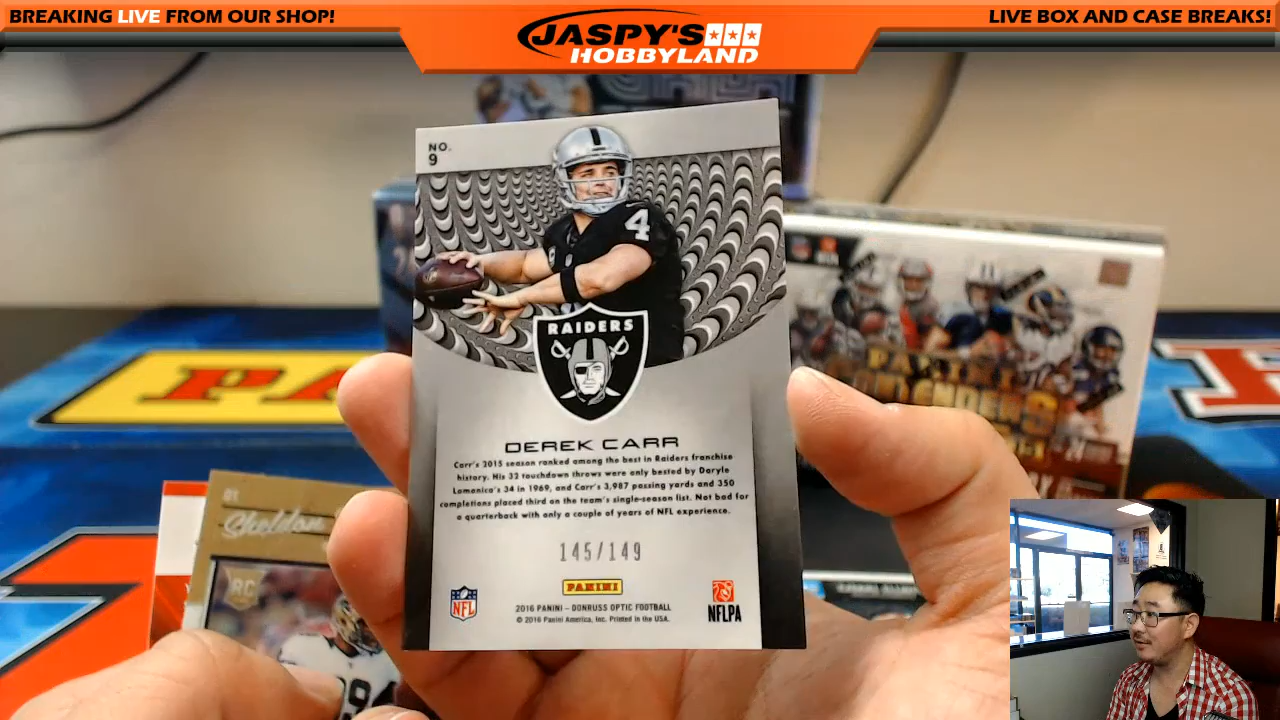 BREAKING LIVE FROM OUR SHOP!
JASPY'S
HOBBYLAND
LIVE BOX AND CASE BREAKS!
NO.
9
4
RAIDERS
DEREK CARR
Carr's 2015 season ranked among the best in Raiders franchise
history. His 32 touchdown throws were only bested by Daryle
Lamonica's 34 in 1969, and Carr's 3,987 passing yards and 350
completions placed third on the team's single-season list. Not bad for
a quarterback with only a couple of years of NFL experience.
145/149
PANINI
NFL
2016 PANINI – DONRUSS OPTIC FOOTBALL
© 2016 Panini America, Inc. Printed in the USA.
NFLPA
PANINI
PA
Sheldon
RC
94